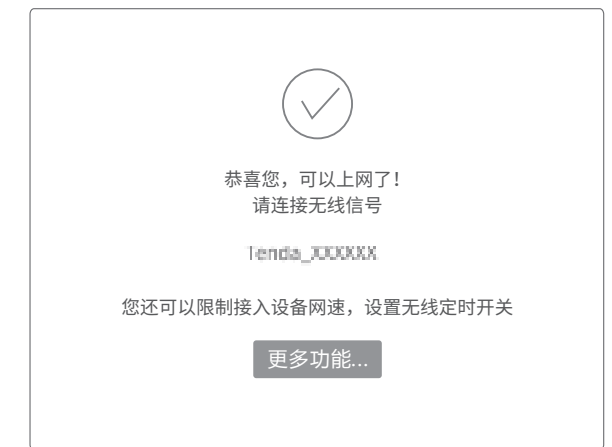 恭喜您，可以上网了！
请连接无线信号
Tenda_XXXXXX
您还可以限制接入设备网速，设置无线定时开关
更多功能...